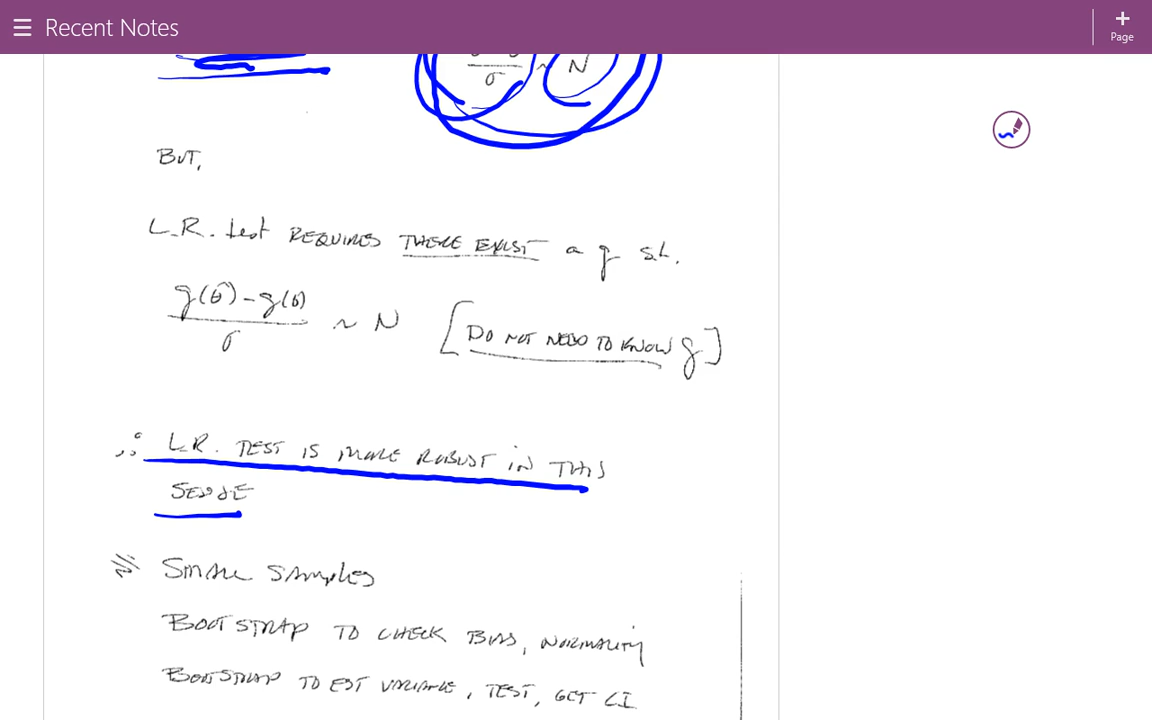 Recent Notes
Page
σ ~ N
BUT,
L.R. test REQUIRES THERE EXIST a g s.t.
g(θ̂) - g(θ)
σ
~ N [DO NOT NEED TO KNOW g]
∴ L.R. TEST IS MORE ROBUST IN THIS
SENSE
SMALL SAMPLES
BOOTSTRAP TO CHECK BIAS, NORMALITY
BOOTSTRAP TO EST VARIANCE, TEST, GET CI